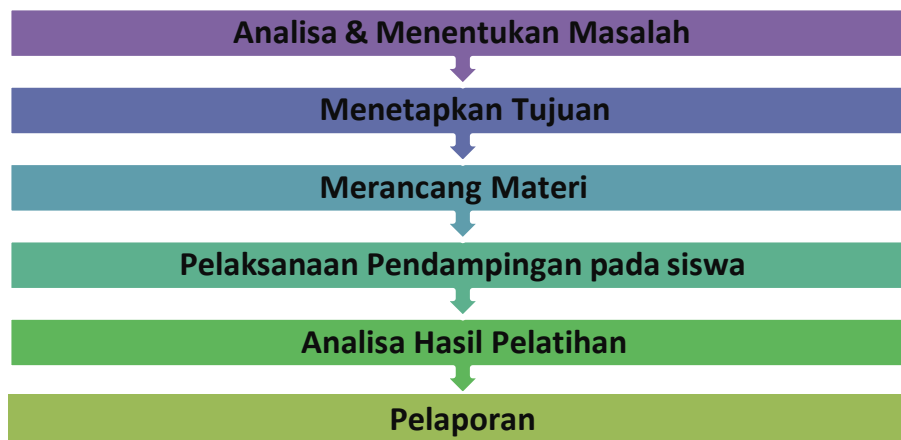 Analisa & Menentukan Masalah
Menetapkan Tujuan
Merancang Materi
Pelaksanaan Pendampingan pada siswa
Analisa Hasil Pelatihan
Pelaporan